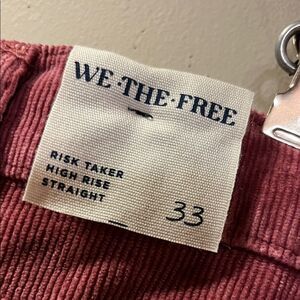 WE·THE·FREE
RISK TAKER
HIGH RISE
STRAIGHT
33